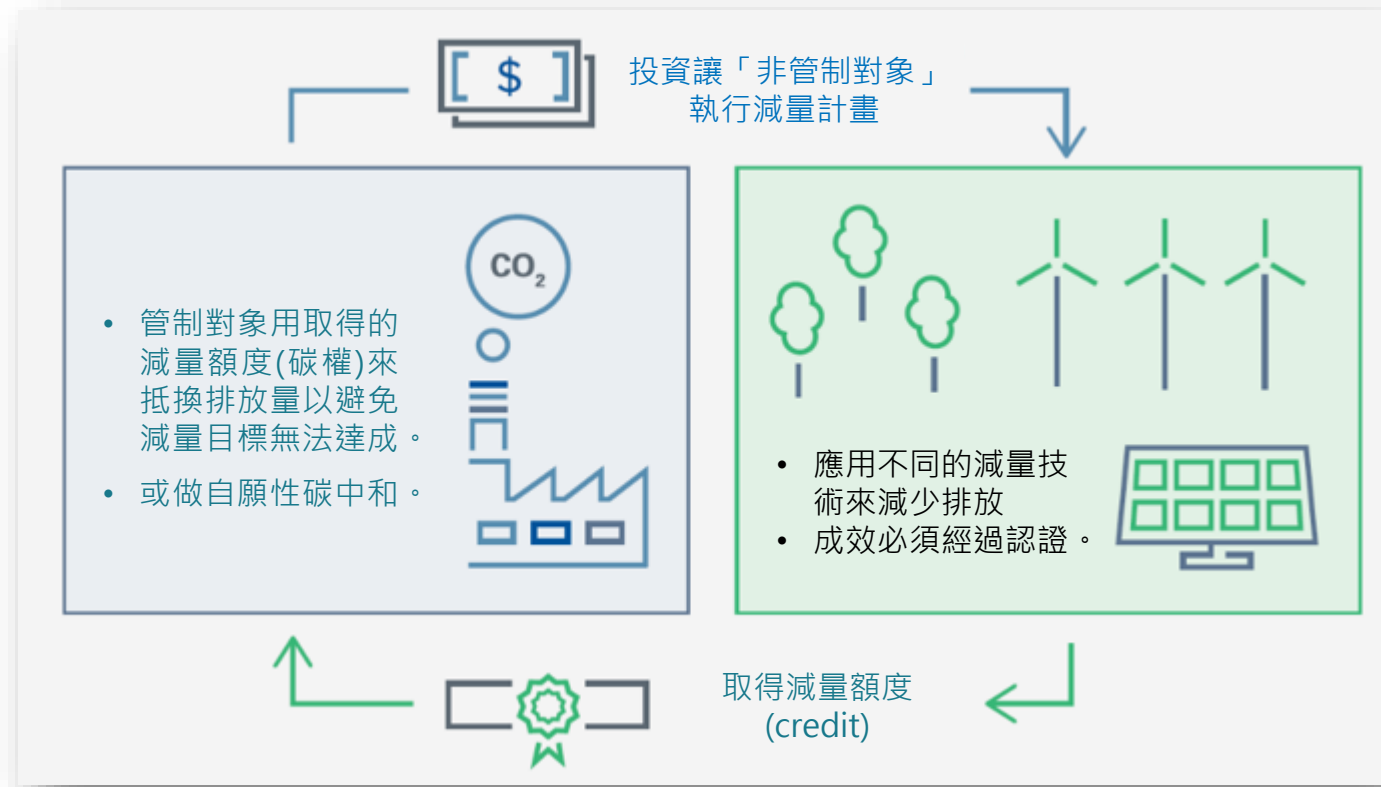 $
投資讓「非管制對象」
執行減量計畫
CO₂
• 管制對象用取得的
減量額度(碳權)來
抵換排放量以避免
減量目標無法達成。
• 或做自願性碳中和。
• 應用不同的減量技
術來減少排放
• 成效必須經過認證。
取得減量額度
(credit)